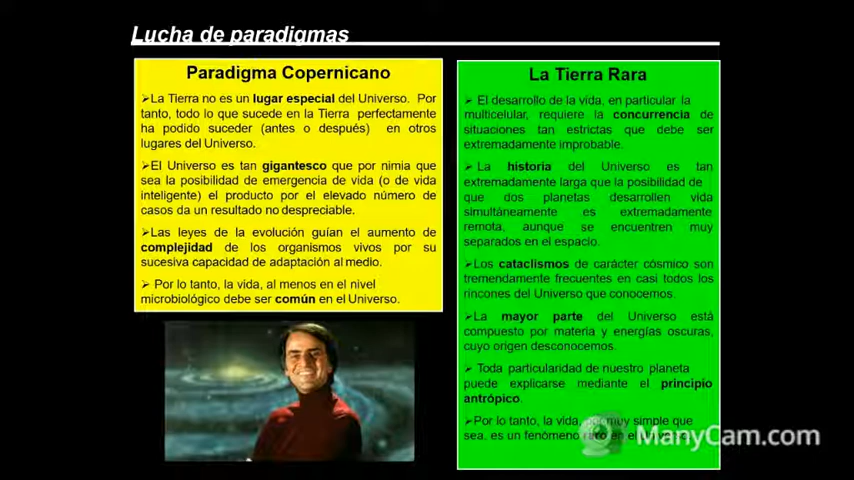 Lucha de paradigmas
Paradigma Copernicano
➢La Tierra no es un lugar especial del Universo. Por
tanto, todo lo que sucede en la Tierra perfectamente
ha podido suceder (antes o después) en otros
lugares del Universo.
➢El Universo es tan gigantesco que por nimia que
sea la posibilidad de emergencia de vida (o de vida
inteligente) el producto por el elevado número de
casos da un resultado no despreciable.
➢Las leyes de la evolución guían el aumento de
complejidad de los organismos vivos por su
sucesiva capacidad de adaptación al medio.
➢ Por lo tanto, la vida, al menos en el nivel
microbiológico debe ser común en el Universo.
La Tierra Rara
➢ El desarrollo de la vida, en particular la
multicelular, requiere la concurrencia de
situaciones tan estrictas que debe ser
extremadamente improbable.
➢La historia del Universo es tan
extremadamente larga que la posibilidad de
que dos planetas desarrollen vida
simultáneamente es extremadamente
remota, aunque se encuentren muy
separados en el espacio.
➢Los cataclismos de carácter cósmico son
tremendamente frecuentes en casi todos los
rincones del Universo que conocemos.
➢La mayor parte del Universo está
compuesto por materia y energías oscuras,
cuyo origen desconocemos.
➢ Toda particularidad de nuestro planeta
puede explicarse mediante el principio
antrópico.
➢Por lo tanto, la vida, muy simple que
sea, es un fenómeno raro en el Universo
ManyCam.com